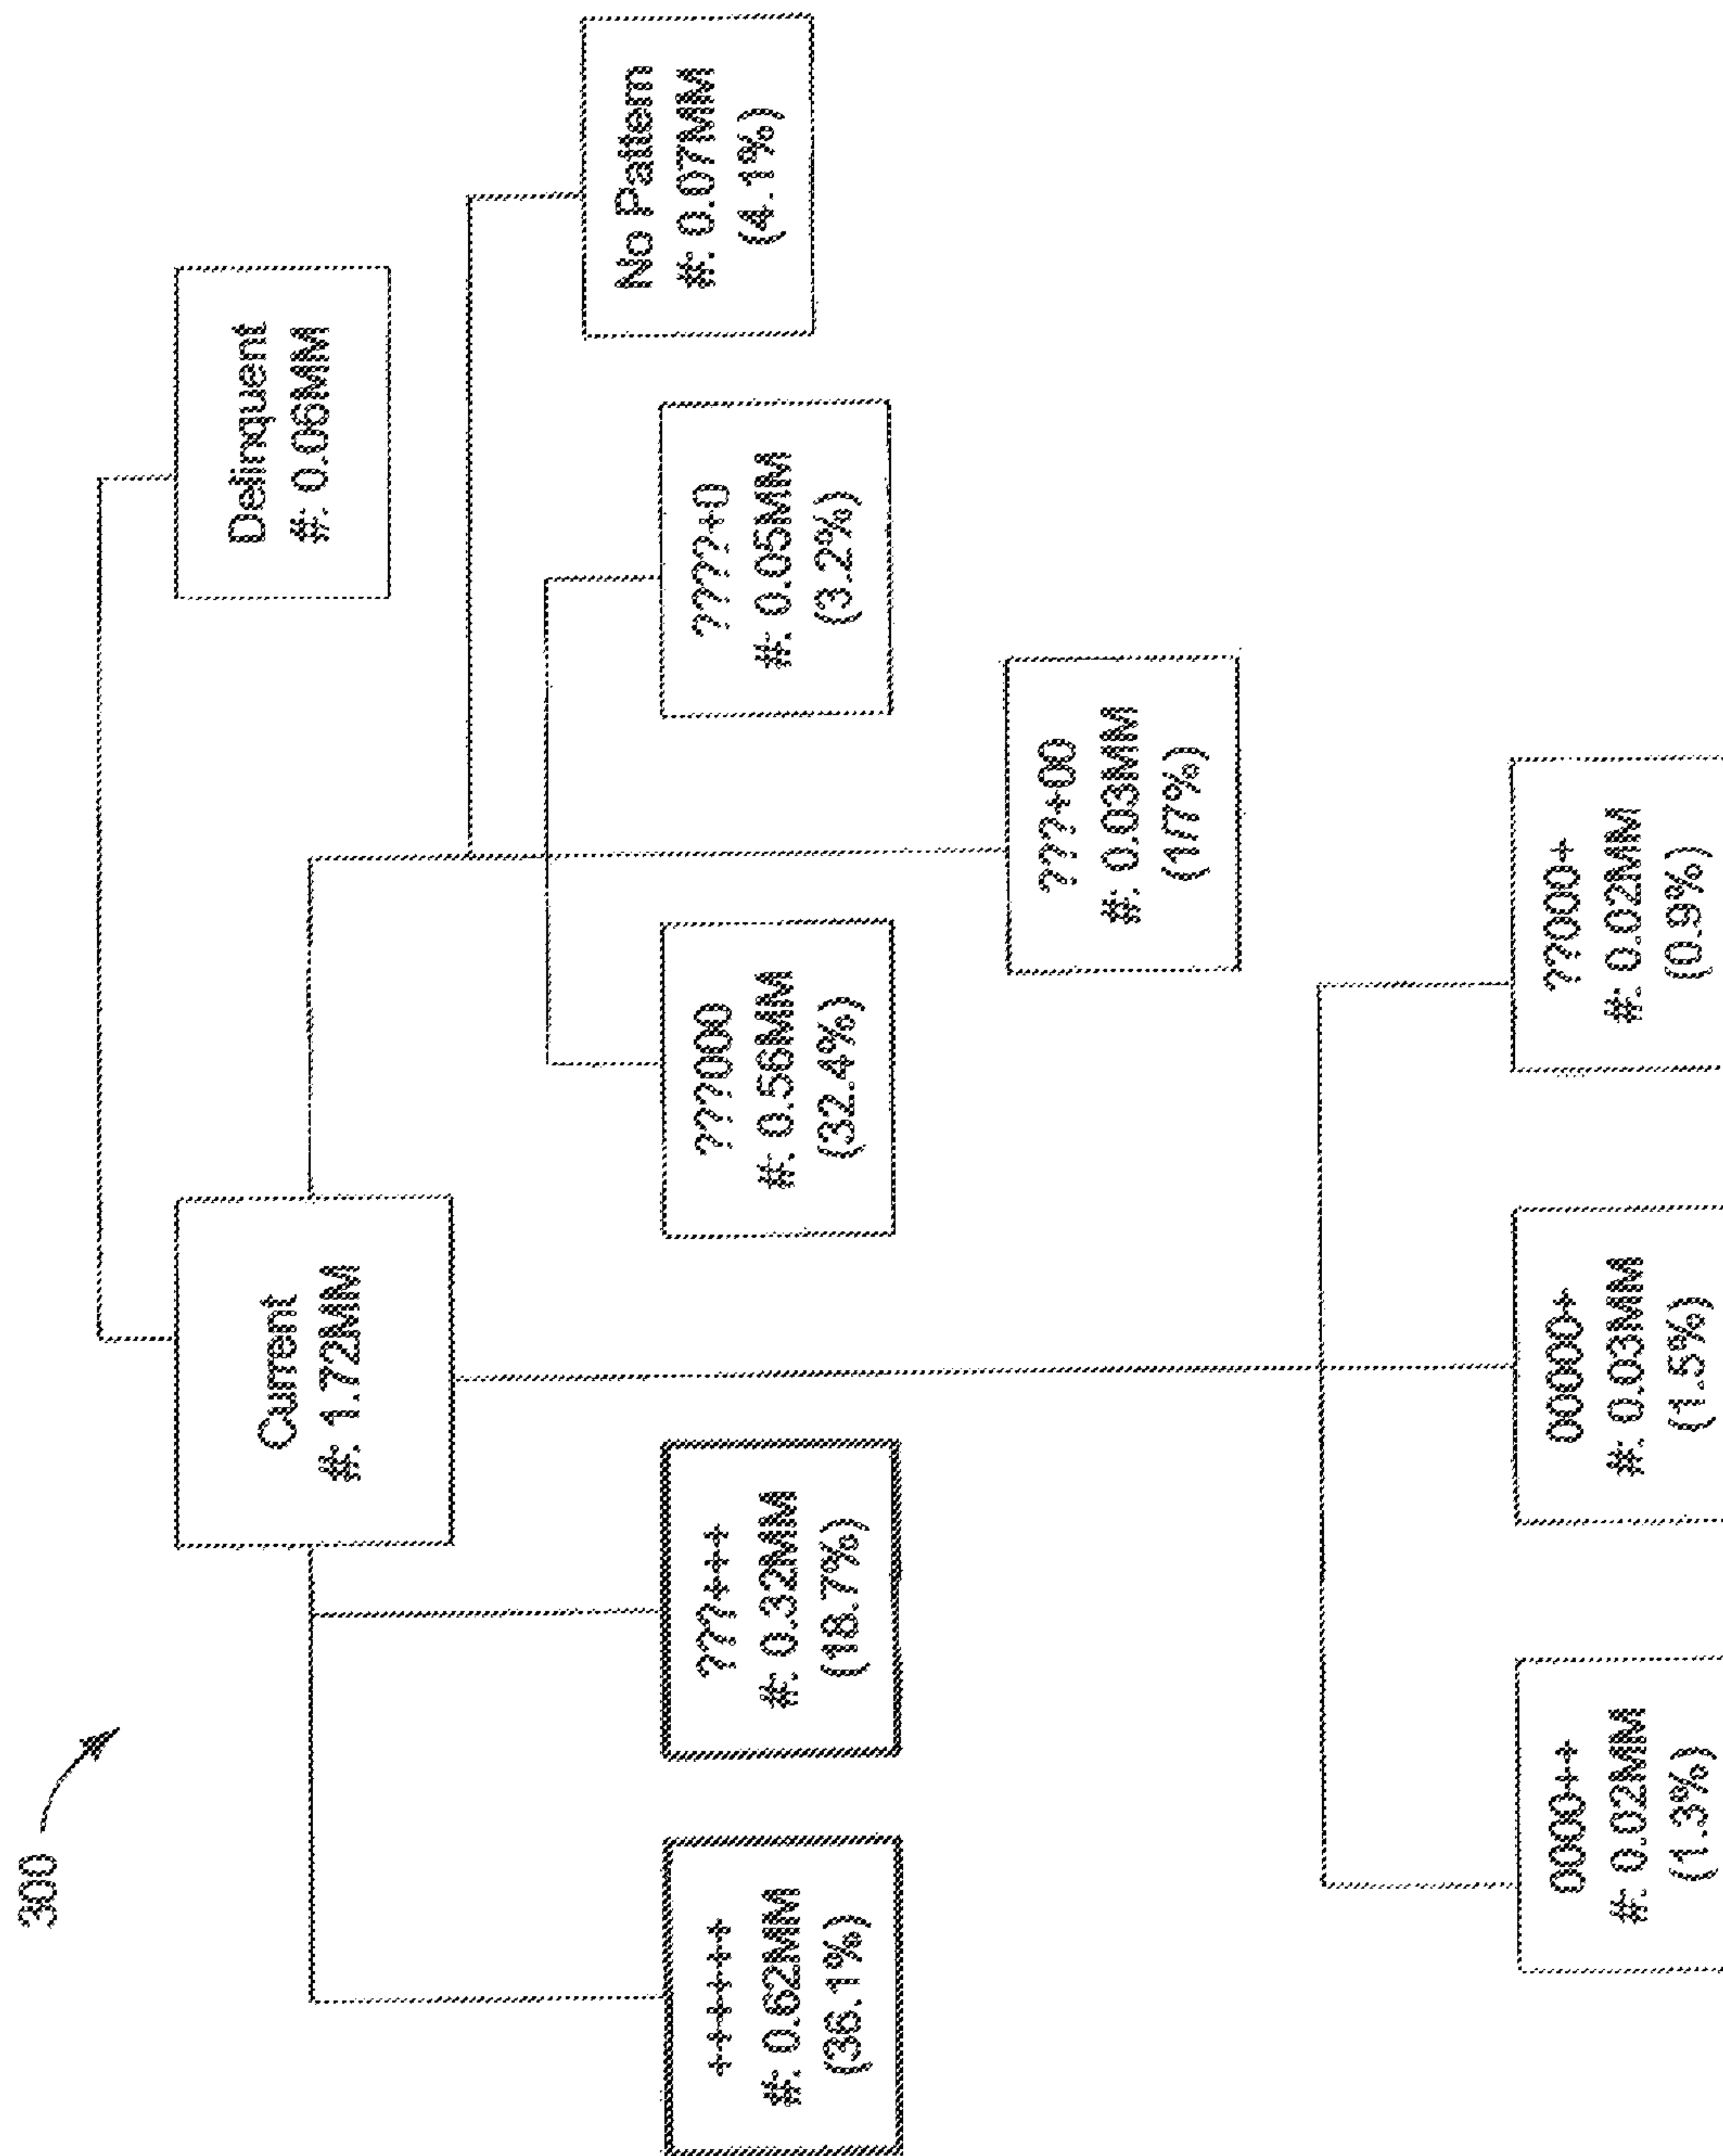 300
Current
#: 1.72MM
Delinquent
#: 0.06MM
++++++
#: 0.62MM
(36.1%)
???+++
#: 0.32MM
(18.7%)
???000
#: 0.56MM
(32.4%)
????+0
#: 0.05MM
(3.2%)
No Pattern
#: 0.07MM
(4.1%)
???+00
#: 0.03MM
(17%)
0000++
#: 0.02MM
(1.3%)
00000+
#: 0.03MM
(1.5%)
??000+
#: 0.02MM
(0.9%)